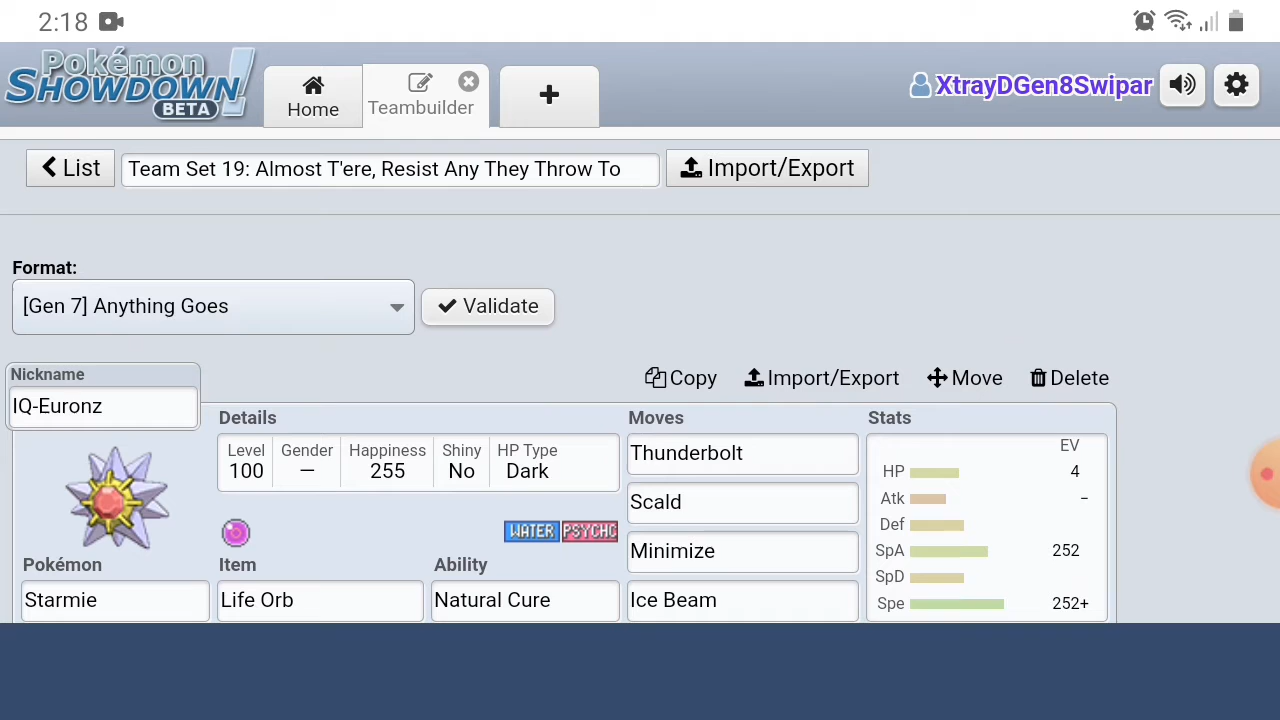 2:18
Pokémon
SHOWDOWN!
BETA
Home
Teambuilder
XtrayDGen8Swipar
List
Team Set 19: Almost T'ere, Resist Any They Throw To
Import/Export
Format:
[Gen 7] Anything Goes
Validate
Nickname
IQ-Euronz
Copy
Import/Export
Move
Delete
Details
Level
100
Gender
—
Happiness
255
Shiny
No
HP Type
Dark
WATER PSYCHC
Pokémon
Starmie
Item
Life Orb
Ability
Natural Cure
Moves
Thunderbolt
Scald
Minimize
Ice Beam
Stats
EV
HP 4
Atk –
Def
SpA 252
SpD
Spe 252+